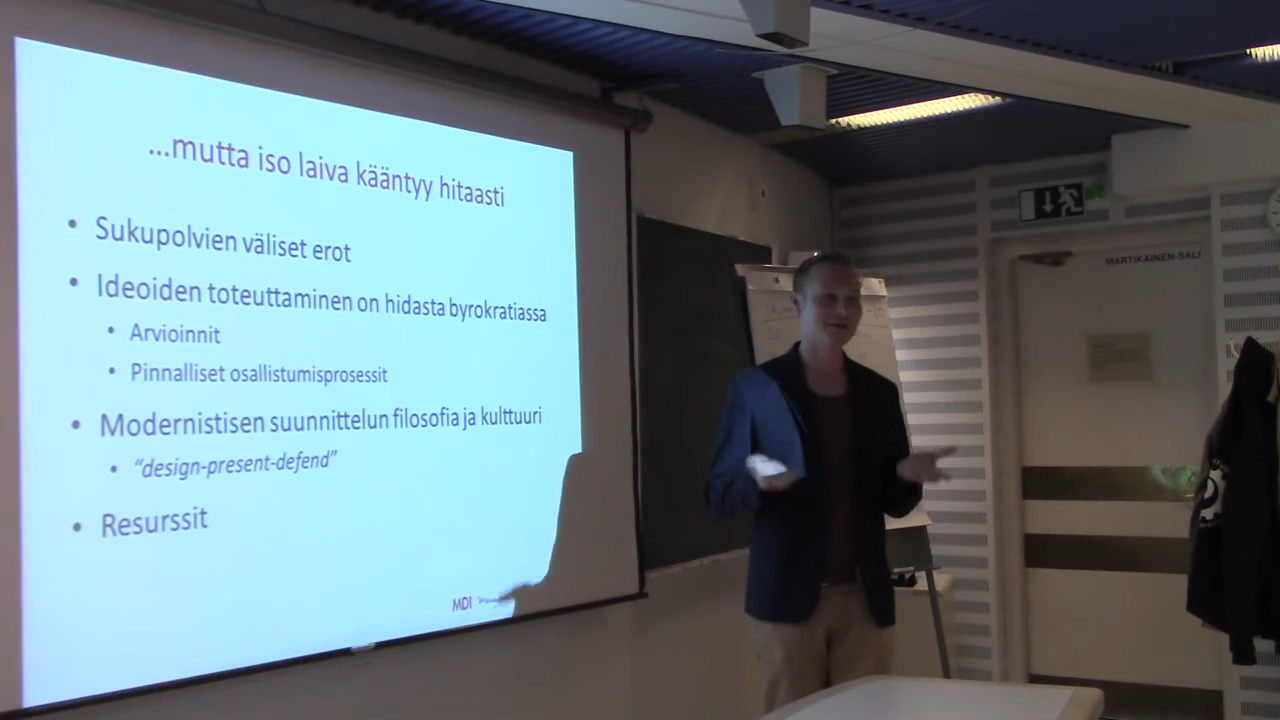 ...mutta iso laiva kääntyy hitaasti
• Sukupolvien väliset erot
• Ideoiden toteuttaminen on hidasta byrokratiassa
• Arvioinnit
• Pinnalliset osallistumisprosessit
• Modernistisen suunnittelun filosofia ja kulttuuri
• "design-present-defend"
• Resurssit
MDI
MARTIKAINEN-SALI